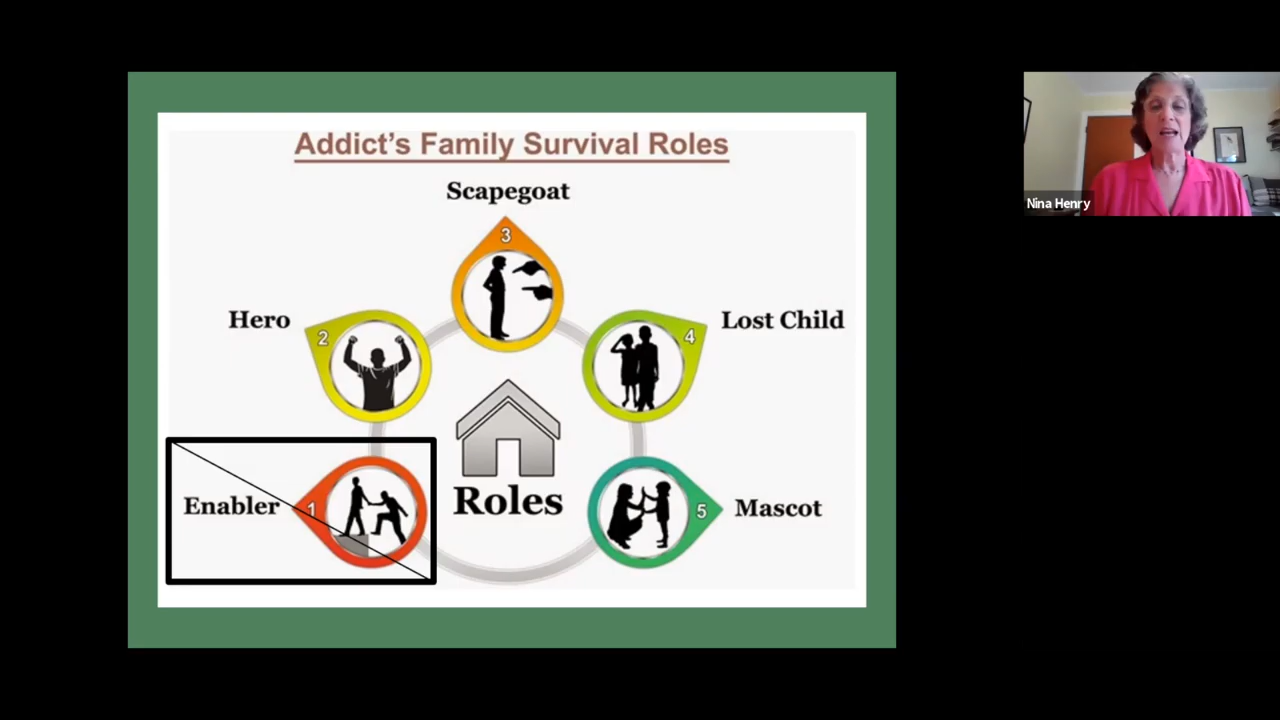 Addict's Family Survival Roles
Scapegoat
3
Hero
2
4
Lost Child
Enabler
1
Roles
5
Mascot
Nina Henry